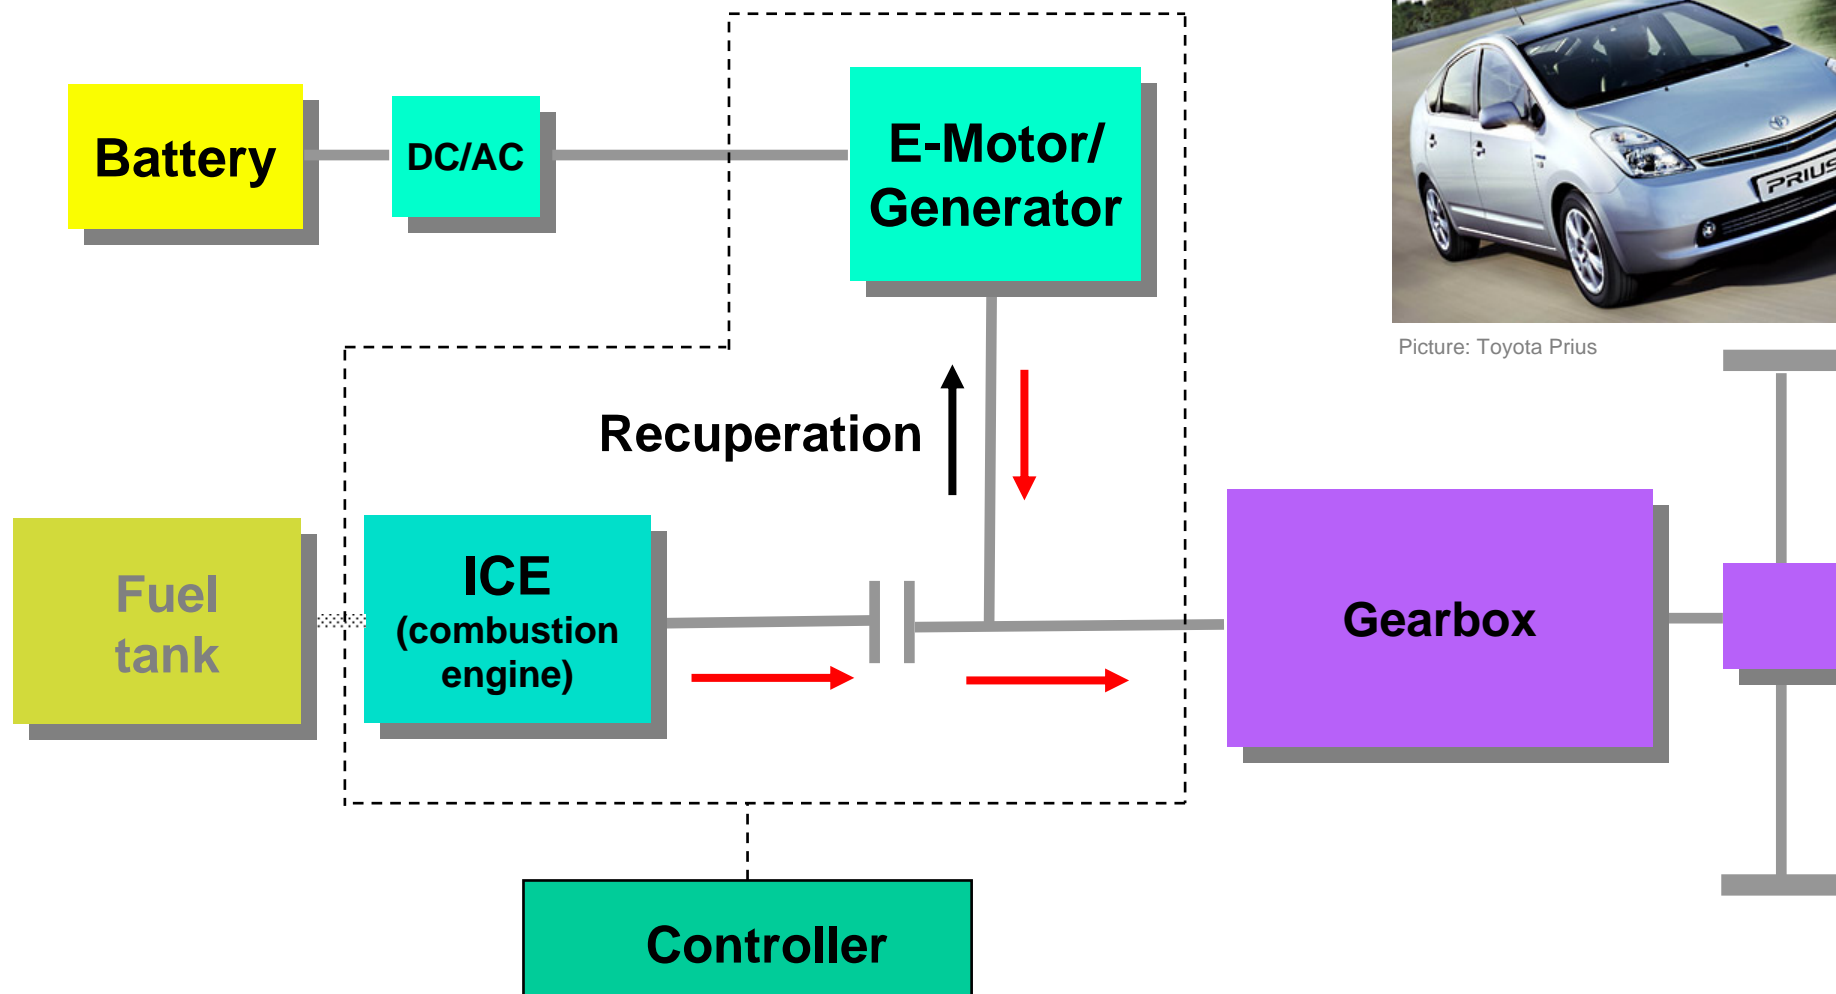 Battery
DC/AC
E-Motor/
Generator
PRIUS
Picture: Toyota Prius
Recuperation
Fuel
tank
ICE
(combustion
engine)
Gearbox
Controller